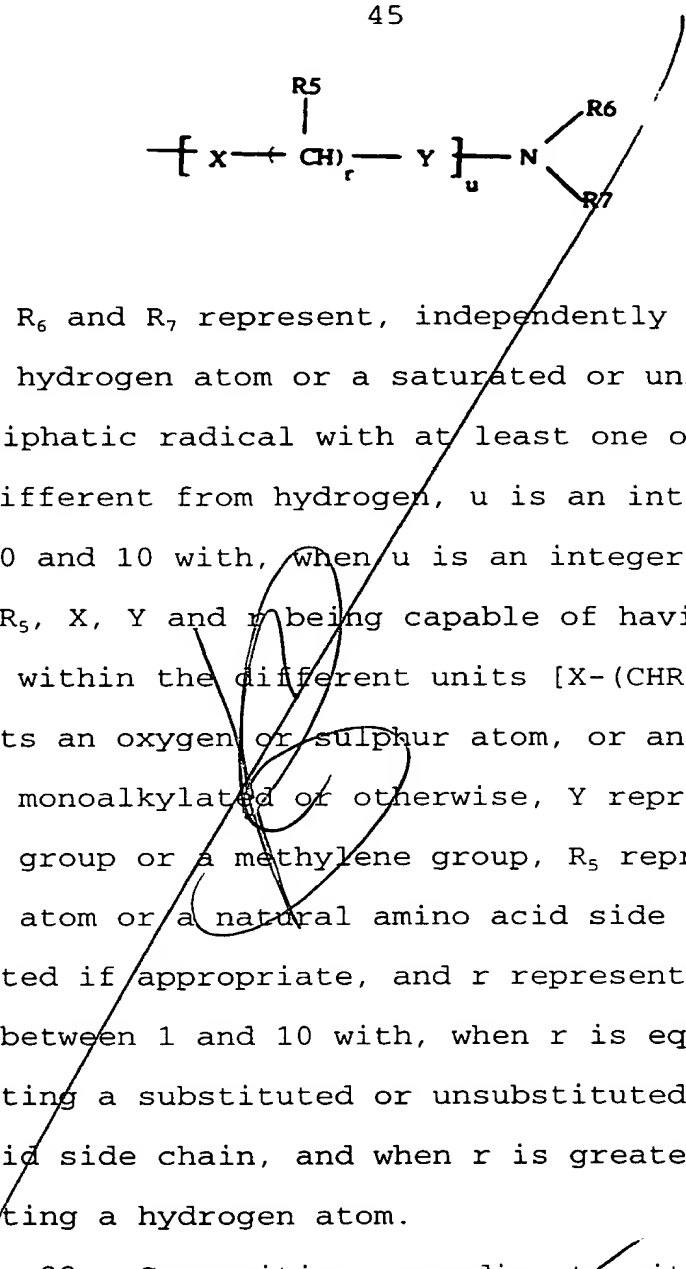 45
R5
R6
[ X ( CH)r Y ]u N
R7
R₆ and R₇ represent, independently
hydrogen atom or a saturated or un
iphatic radical with at least one o
ifferent from hydrogen, u is an int
0 and 10 with, when u is an integer
R₅, X, Y and r being capable of havi
within the different units [X-(CHR
ts an oxygen or sulphur atom, or an
monoalkylated or otherwise, Y repr
group or a methylene group, R₅ repr
atom or a natural amino acid side
ted if appropriate, and r represent
between 1 and 10 with, when r is eq
ting a substituted or unsubstituted
id side chain, and when r is greate
ting a hydrogen atom.